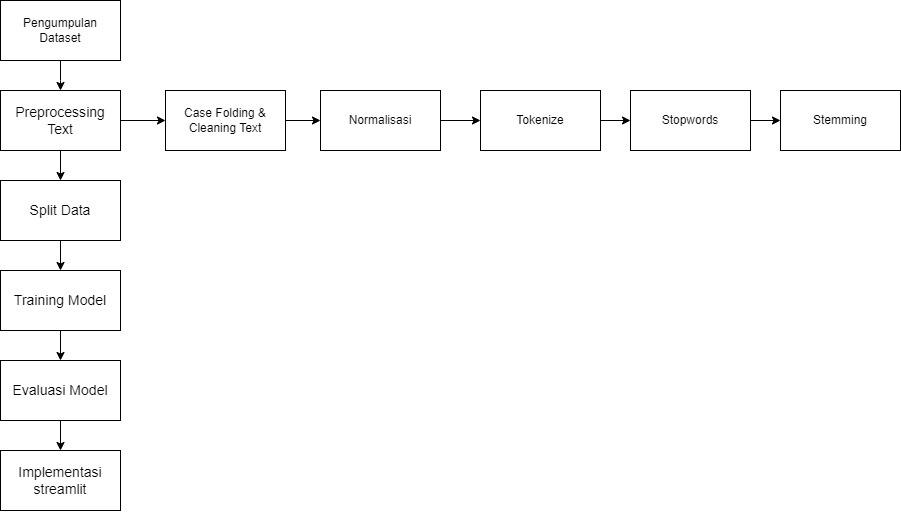 Pengumpulan
Dataset
Preprocessing
Text
Case Folding &
Cleaning Text
Normalisasi
Tokenize
Stopwords
Stemming
Split Data
Training Model
Evaluasi Model
Implementasi
streamlit